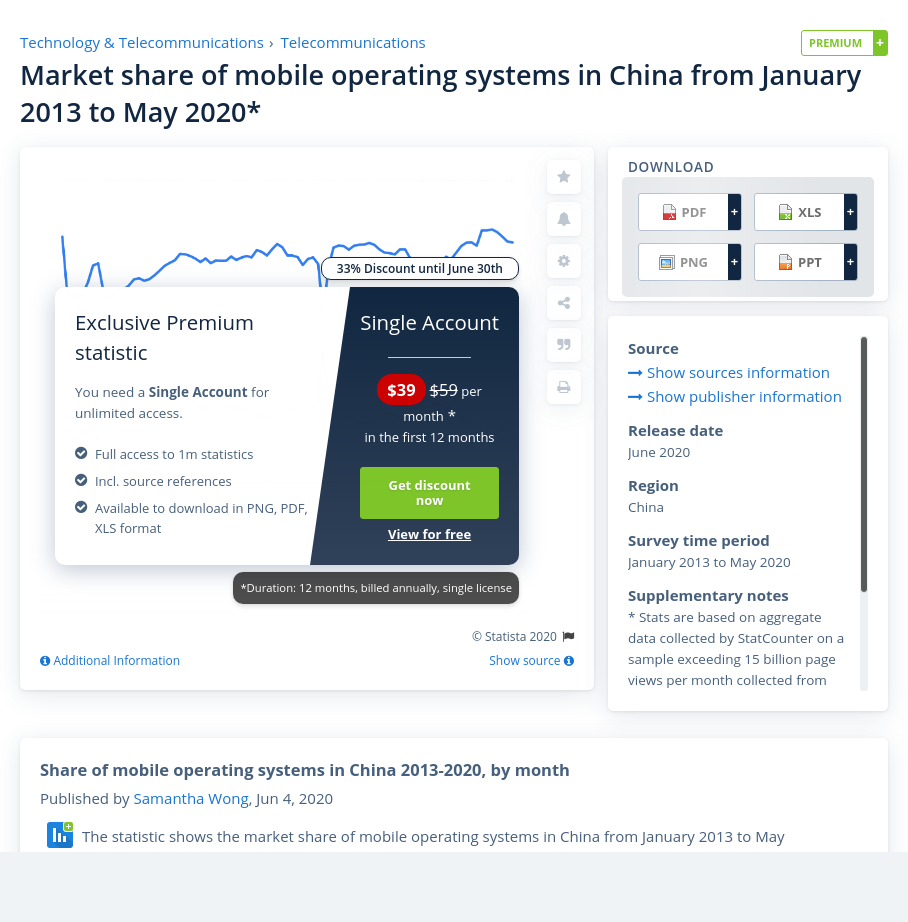 Technology & Telecommunications › Telecommunications
PREMIUM +
Market share of mobile operating systems in China from January
2013 to May 2020*
33% Discount until June 30th
Exclusive Premium
statistic
You need a Single Account for
unlimited access.
Full access to 1m statistics
Incl. source references
Available to download in PNG, PDF,
XLS format
Single Account
$39 $59 per
month *
in the first 12 months
Get discount
now
View for free
*Duration: 12 months, billed annually, single license
© Statista 2020
Additional Information
Show source
DOWNLOAD
PDF +
XLS +
PNG +
PPT +
Source
Show sources information
Show publisher information
Release date
June 2020
Region
China
Survey time period
January 2013 to May 2020
Supplementary notes
* Stats are based on aggregate
data collected by StatCounter on a
sample exceeding 15 billion page
views per month collected from
Share of mobile operating systems in China 2013-2020, by month
Published by Samantha Wong, Jun 4, 2020
The statistic shows the market share of mobile operating systems in China from January 2013 to May